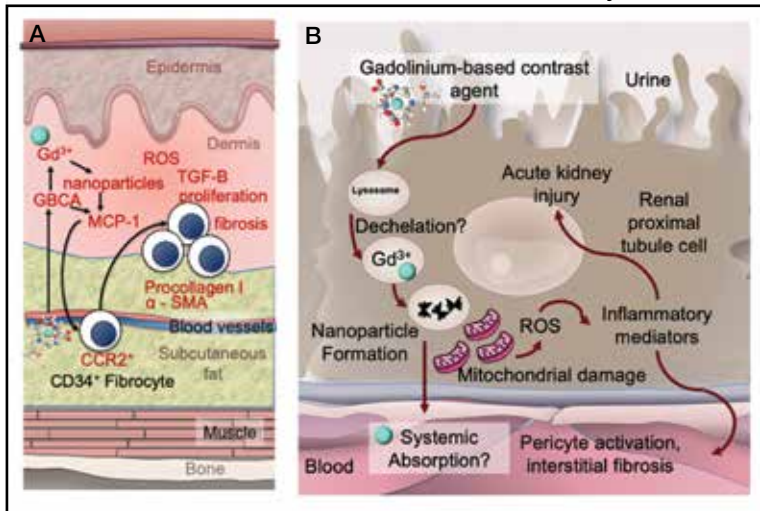 A
Epidermis
Dermis
Gd³⁺
ROS
nanoparticles
TGF-B
proliferation
GBCA
MCP-1
fibrosis
Procollagen I
α - SMA
Blood vessels
CCR2⁺
Subcutaneous
fat
CD34⁺ Fibrocyte
Muscle
Bone
B
Gadolinium-based contrast
agent
Urine
Lysosome
Acute kidney
injury
Renal
proximal
tubule cell
Dechelation?
Gd³⁺
Nanoparticle
Formation
ROS
Inflammatory
mediators
Mitochondrial damage
Blood
Systemic
Absorption?
Pericyte activation,
interstitial fibrosis